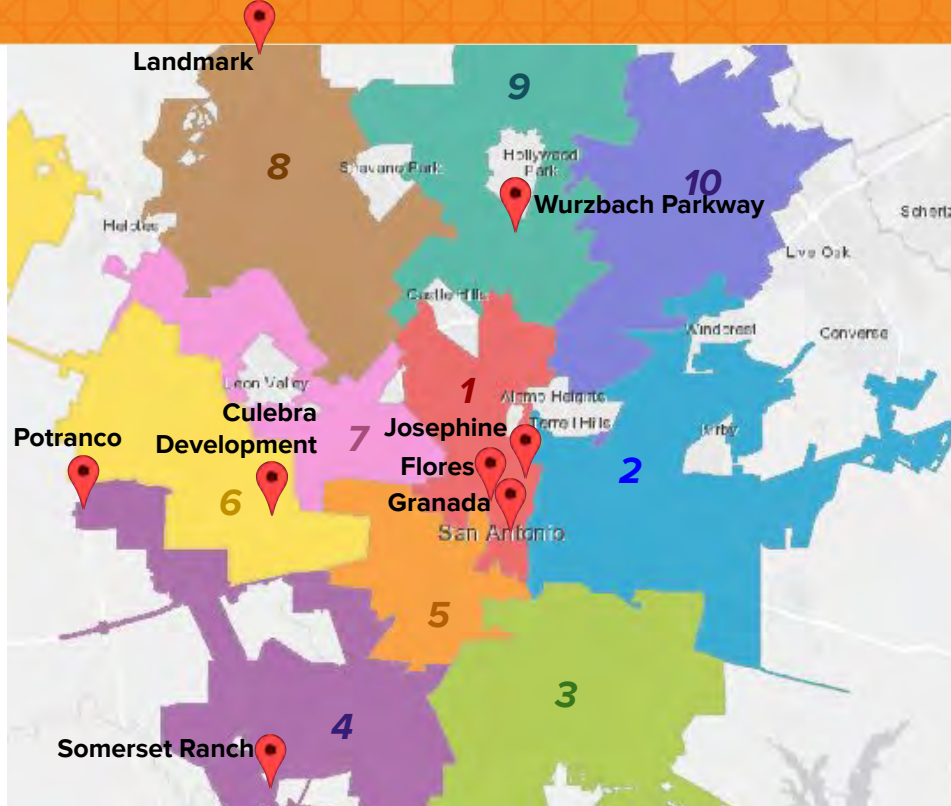 Landmark
9
8
Shavano Park
Hollywood
Park
10
Wurzbach Parkway
Schertz
Helotes
Live Oak
Castle Hills
Windcrest
Converse
Leon Valley
1
Alamo Heights
Culebra
Development
Potranco
7
Josephine
Terrell Hills
Kirby
Flores
2
6
Granada
San Antonio
5
3
4
Somerset Ranch